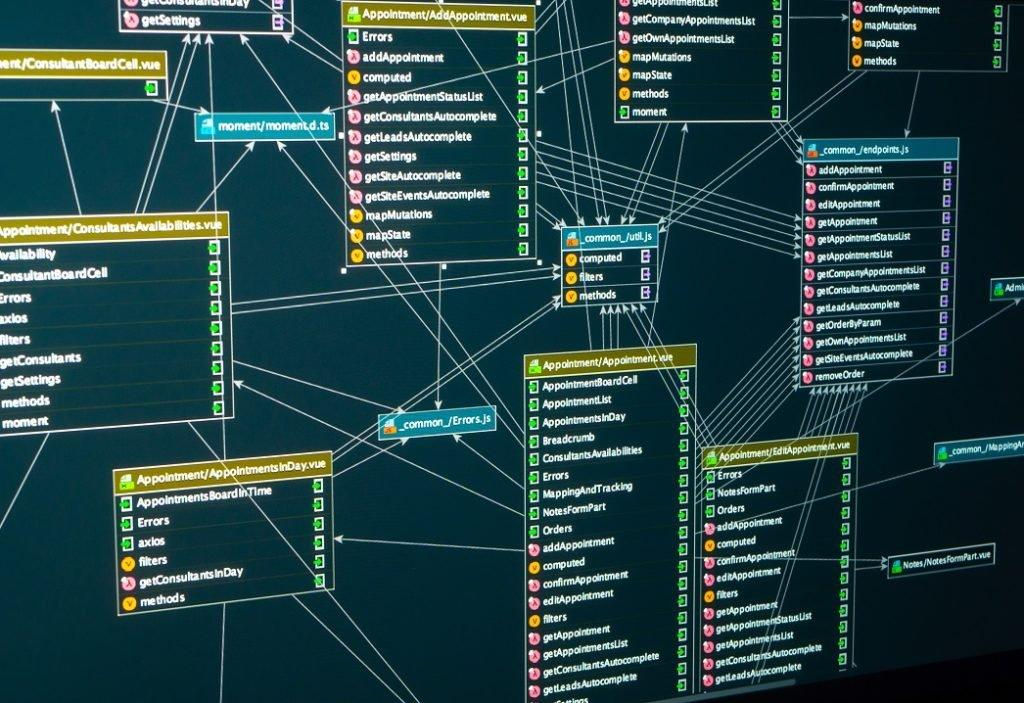 getConsultantsInDay
getSettings
ent/ConsultantBoardCell.vue
moment/moment.d.ts
Appointment/AddAppointment.vue
Errors
addAppointment
computed
getAppointmentStatusList
getConsultantsAutocomplete
getLeadsAutocomplete
getSettings
getSiteAutocomplete
getSiteEventsAutocomplete
mapMutations
mapState
methods
getAppointmentsList
getCompanyAppointmentsList
getOwnAppointmentsList
mapMutations
mapState
methods
moment
confirmAppointment
mapMutations
mapState
methods
_common_/endpoints.js
addAppointment
confirmAppointment
editAppointment
getAppointment
getAppointmentStatusList
getAppointmentsList
getCompanyAppointmentsList
getConsultantsAutocomplete
getLeadsAutocomplete
getOrderByParam
getOwnAppointmentsList
getSiteEventsAutocomplete
removeOrder
_common_/util.js
computed
filters
methods
Appointment/ConsultantsAvailabilities.vue
Availability
ConsultantBoardCell
Errors
axios
filters
getConsultants
getSettings
methods
moment
_common_/Errors.js
Appointment/AppointmentsInDay.vue
AppointmentsBoardInTime
Errors
axios
filters
getConsultantsInDay
methods
Appointment/Appointment.vue
AppointmentBoardCell
AppointmentList
AppointmentsInDay
Breadcrumb
ConsultantsAvailabilities
Errors
MappingAndTracking
NotesFormPart
Orders
addAppointment
computed
confirmAppointment
editAppointment
filters
getAppointment
getAppointmentsList
getConsultantsAutocomplete
getLeadsAutocomplete
Appointment/EditAppointment.vue
Errors
NotesFormPart
Orders
addAppointment
computed
confirmAppointment
editAppointment
filters
getAppointment
getAppointmentStatusList
getAppointmentsList
getConsultantsAutocomplete
getLeadsAutocomplete
Admi
_common_/MappingAn
Notes/NotesFormPart.vue